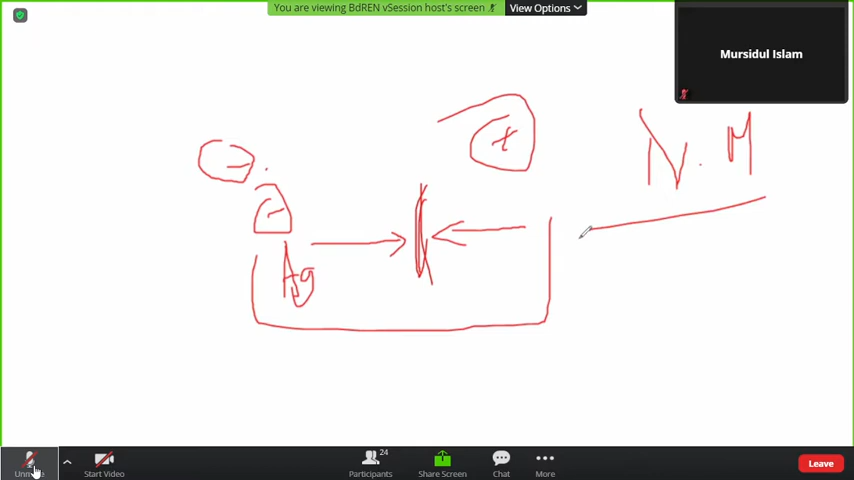 You are viewing BdREN vSession host's screen
View Options
Mursidul Islam
+
N. M
-
-
Ag
Start Video
24
Participants
Share Screen
Chat
More
Leave